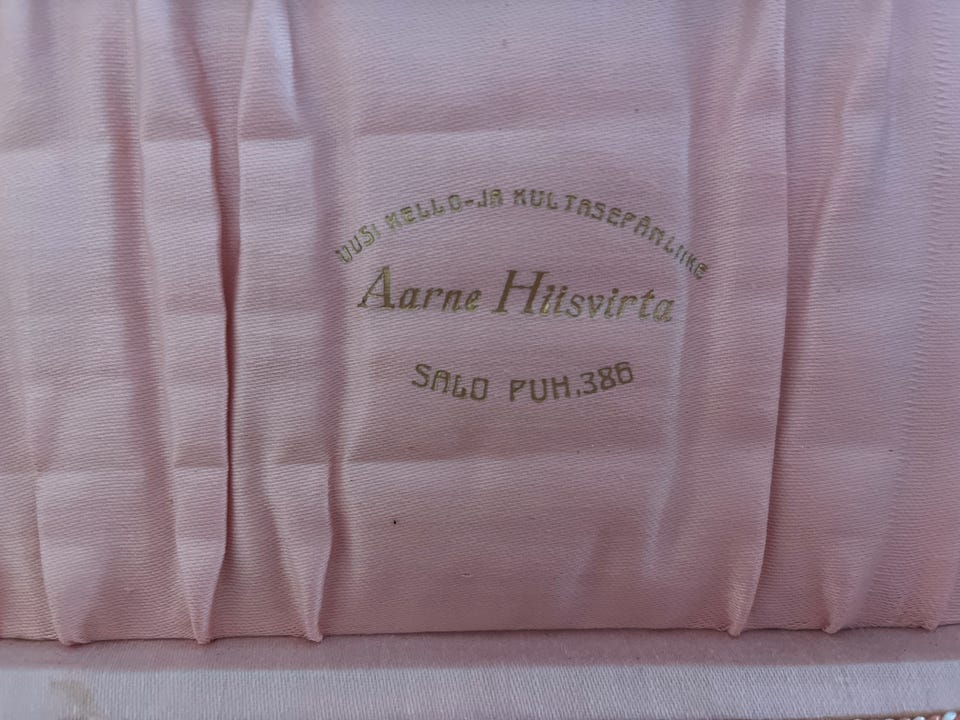 UUSI KELLO-JA KULTASEPÄNLIIKE
Aarne Hiisvirta
SALO PUH.386